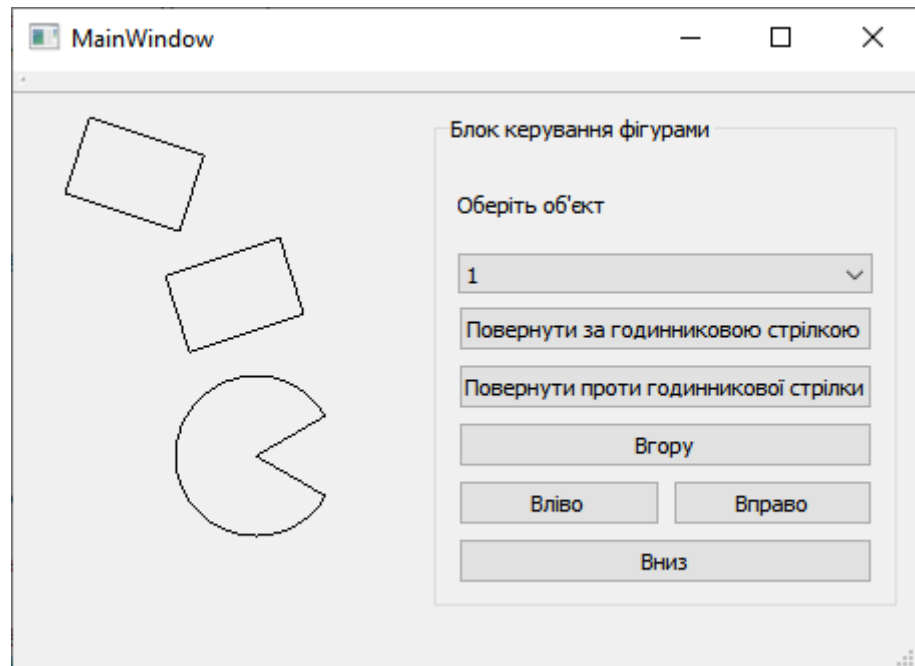 MainWindow
Блок керування фігурами
Оберіть об'єкт
1
Повернути за годинниковою стрілкою
Повернути проти годинникової стрілки
Вгору
Вліво Вправо
Вниз